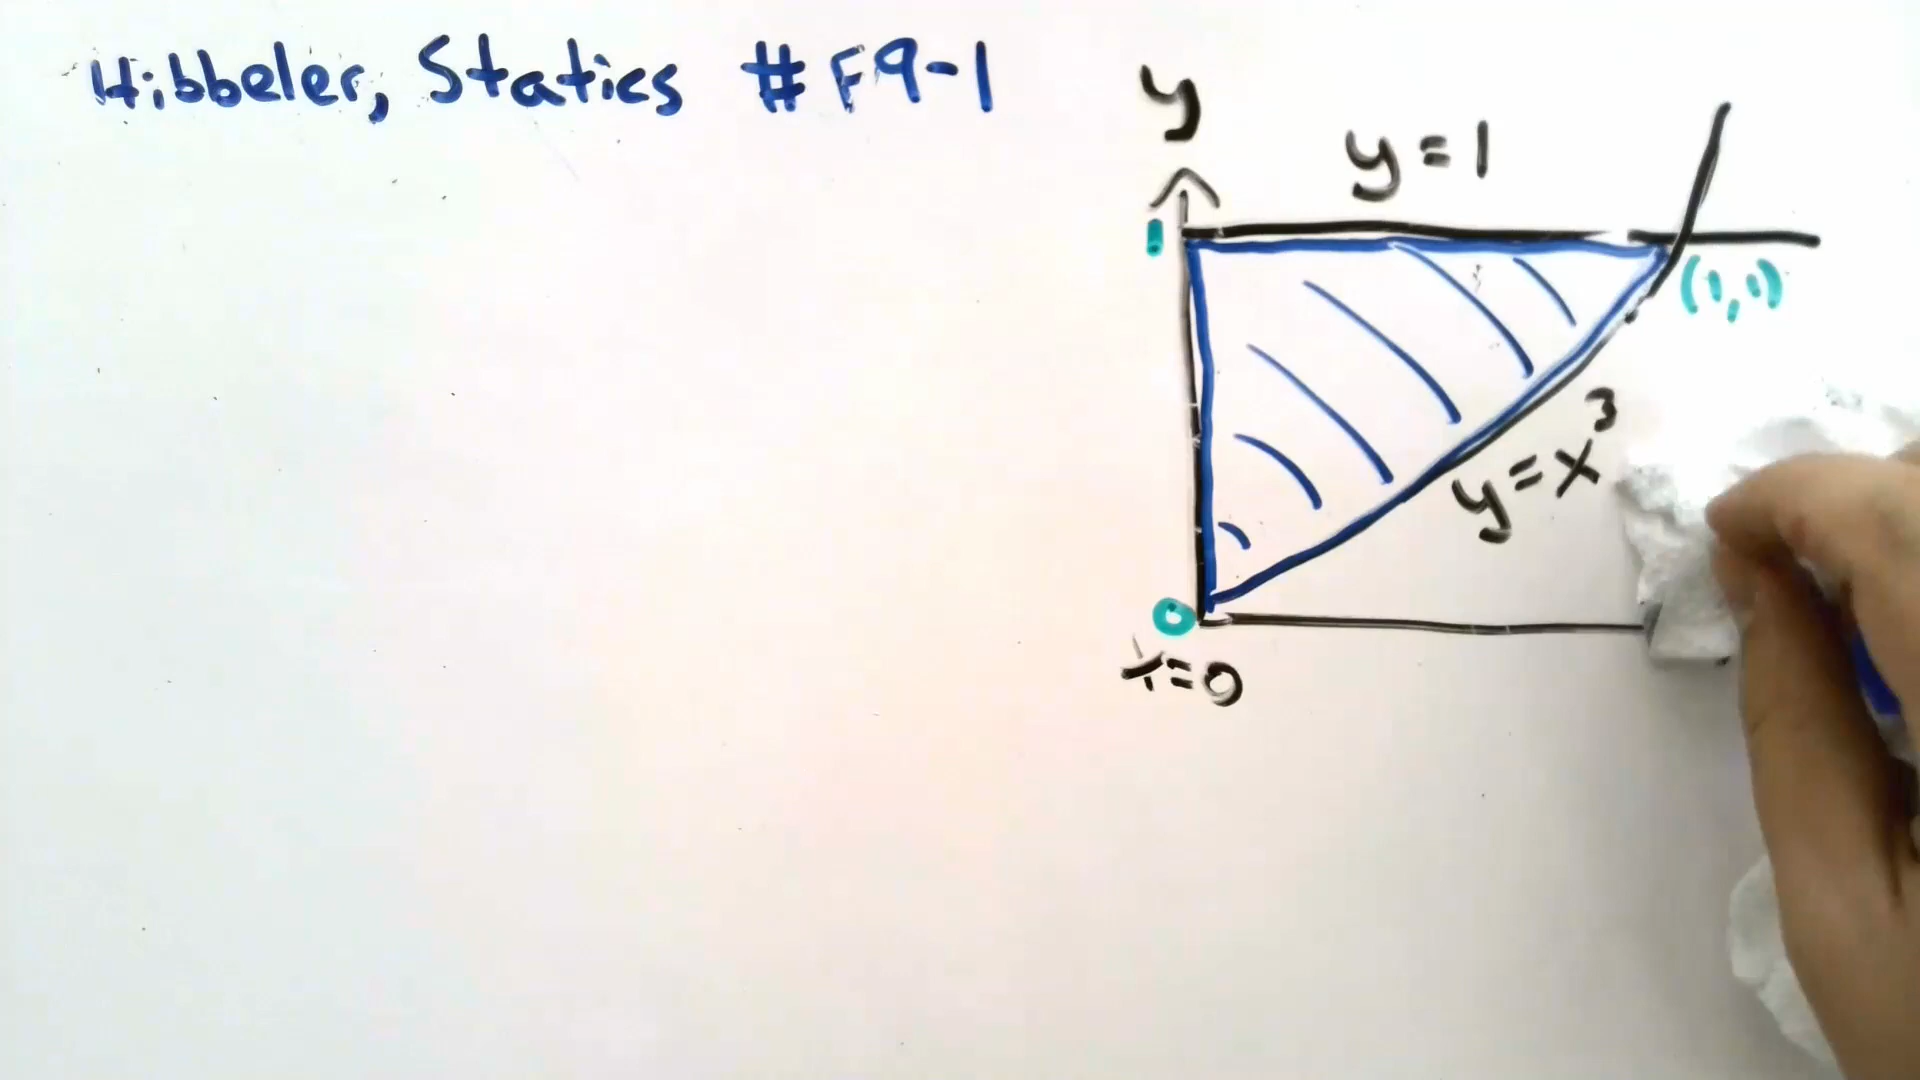 Hibbeler, Statics # F9-1
y
y=1
1
(1,1)
y=x³
0
x=0